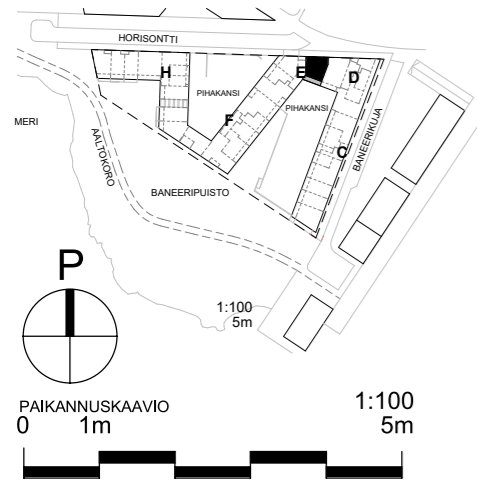 HORISONTTI
H
E
D
PIHAKANSI
PIHAKANSI
F
MERI
AALTOKORO
C
BANEERIKUJA
BANEERIPUISTO
P
1:100
5m
PAIKANNUSKAAVIO
1:100
0 1m 5m